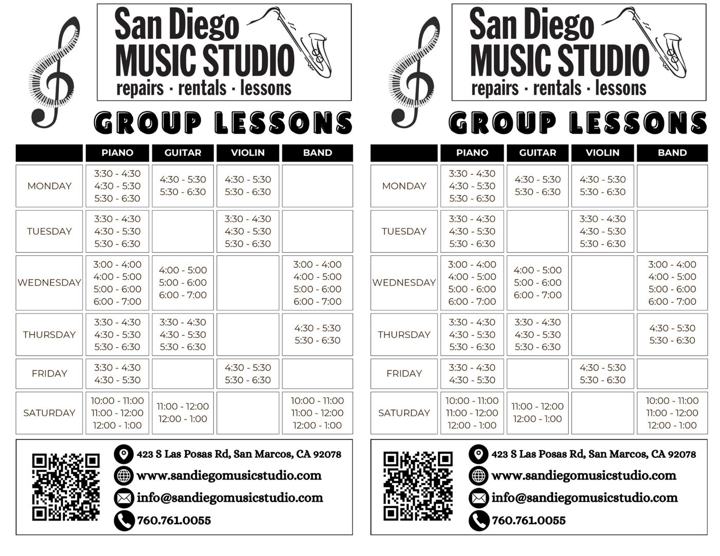 San Diego
MUSIC STUDIO
repairs · rentals · lessons
GROUP LESSONS
PIANO GUITAR VIOLIN BAND
MONDAY
3:30 - 4:30
4:30 - 5:30
5:30 - 6:30
4:30 - 5:30
5:30 - 6:30
4:30 - 5:30
5:30 - 6:30
TUESDAY
3:30 - 4:30
4:30 - 5:30
5:30 - 6:30
3:30 - 4:30
4:30 - 5:30
5:30 - 6:30
WEDNESDAY
3:00 - 4:00
4:00 - 5:00
5:00 - 6:00
6:00 - 7:00
4:00 - 5:00
5:00 - 6:00
6:00 - 7:00
3:00 - 4:00
4:00 - 5:00
5:00 - 6:00
6:00 - 7:00
THURSDAY
3:30 - 4:30
4:30 - 5:30
5:30 - 6:30
3:30 - 4:30
4:30 - 5:30
5:30 - 6:30
4:30 - 5:30
5:30 - 6:30
FRIDAY
3:30 - 4:30
4:30 - 5:30
4:30 - 5:30
5:30 - 6:30
SATURDAY
10:00 - 11:00
11:00 - 12:00
12:00 - 1:00
11:00 - 12:00
12:00 - 1:00
10:00 - 11:00
11:00 - 12:00
12:00 - 1:00
423 S Las Posas Rd, San Marcos, CA 92078
www.sandiegomusicstudio.com
info@sandiegomusicstudio.com
760.761.0055
San Diego
MUSIC STUDIO
repairs · rentals · lessons
GROUP LESSONS
PIANO GUITAR VIOLIN BAND
MONDAY
3:30 - 4:30
4:30 - 5:30
5:30 - 6:30
4:30 - 5:30
5:30 - 6:30
4:30 - 5:30
5:30 - 6:30
TUESDAY
3:30 - 4:30
4:30 - 5:30
5:30 - 6:30
3:30 - 4:30
4:30 - 5:30
5:30 - 6:30
WEDNESDAY
3:00 - 4:00
4:00 - 5:00
5:00 - 6:00
6:00 - 7:00
4:00 - 5:00
5:00 - 6:00
6:00 - 7:00
3:00 - 4:00
4:00 - 5:00
5:00 - 6:00
6:00 - 7:00
THURSDAY
3:30 - 4:30
4:30 - 5:30
5:30 - 6:30
3:30 - 4:30
4:30 - 5:30
5:30 - 6:30
4:30 - 5:30
5:30 - 6:30
FRIDAY
3:30 - 4:30
4:30 - 5:30
4:30 - 5:30
5:30 - 6:30
SATURDAY
10:00 - 11:00
11:00 - 12:00
12:00 - 1:00
11:00 - 12:00
12:00 - 1:00
10:00 - 11:00
11:00 - 12:00
12:00 - 1:00
423 S Las Posas Rd, San Marcos, CA 92078
www.sandiegomusicstudio.com
info@sandiegomusicstudio.com
760.761.0055